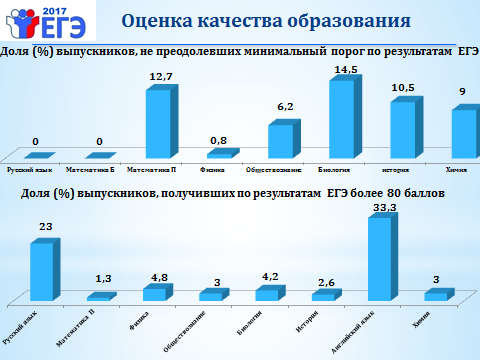 2017
ЕГЭ
Оценка качества образования
Доля (%) выпускников, не преодолевших минимальный порог по результатам ЕГЭ
0 0 12,7 0,8 6,2 14,5 10,5 9
Русский язык Математика Б Математика П Физика Обществознание Биология история Химия
Доля (%) выпускников, получивших по результатам ЕГЭ более 80 баллов
23 1,3 4,8 3 4,2 2,6 33,3 3
Русский язык Математика П Физика Обществознание Биология История Английский язык Химия